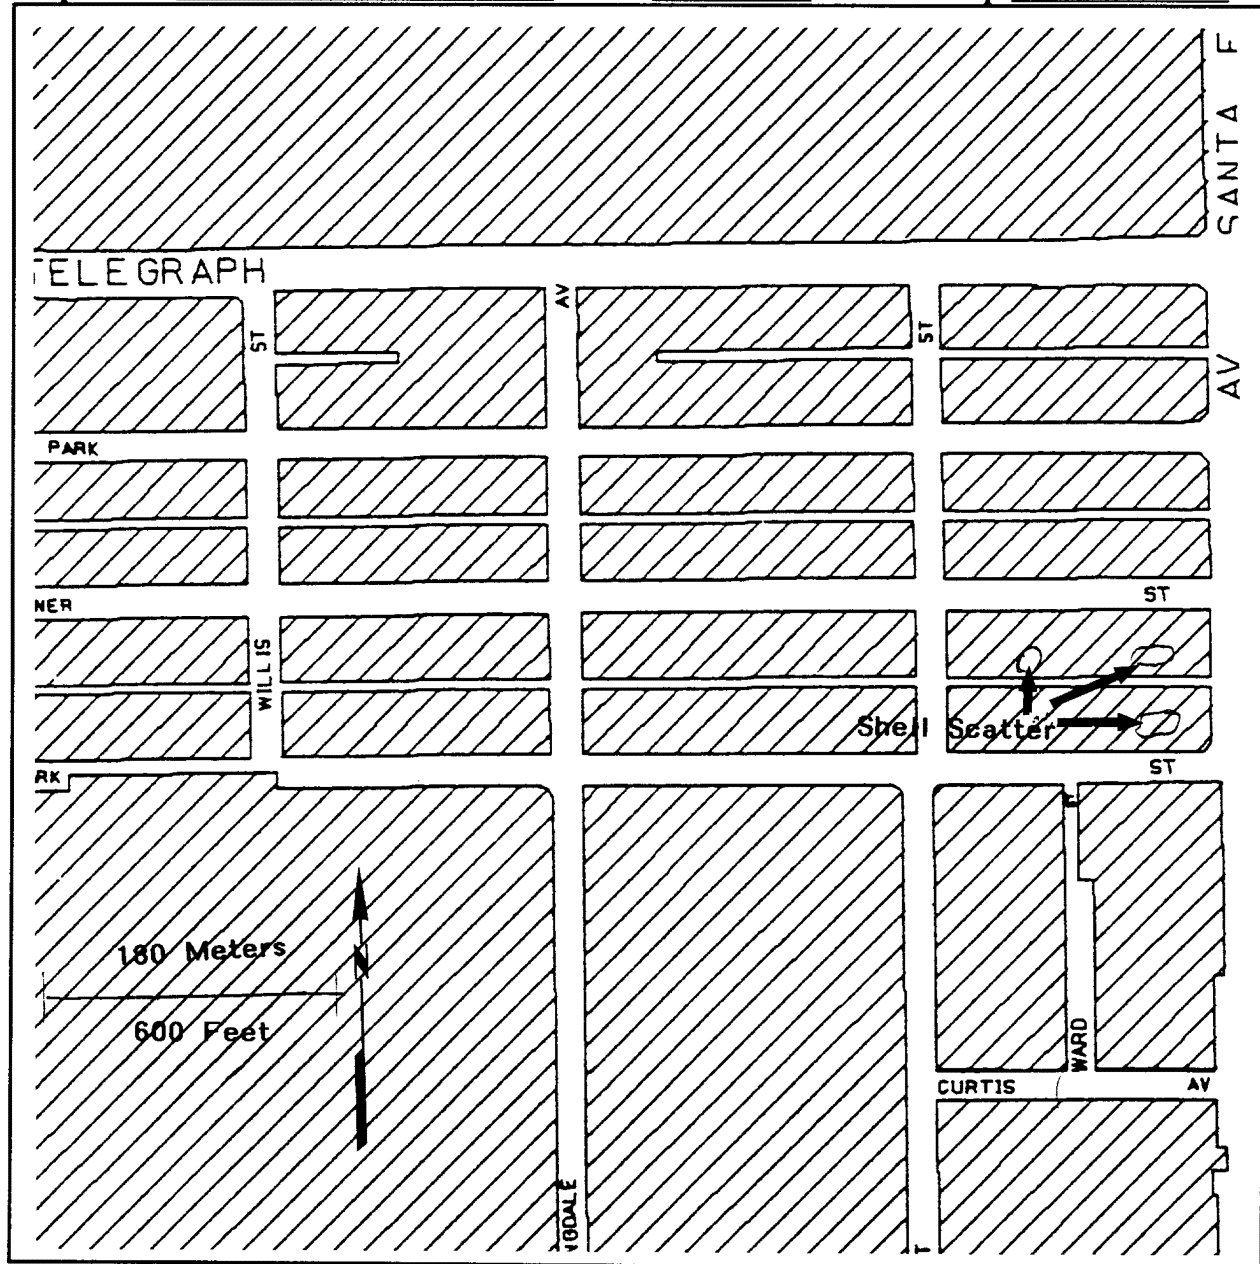 SANTA F
TELEGRAPH
AV
ST
ST
AV
PARK
NER
ST
WILLIS
Shell Scatter
RK
ST
180 Meters
N
600 Feet
WARD
CURTIS
AV
NGDALE
T